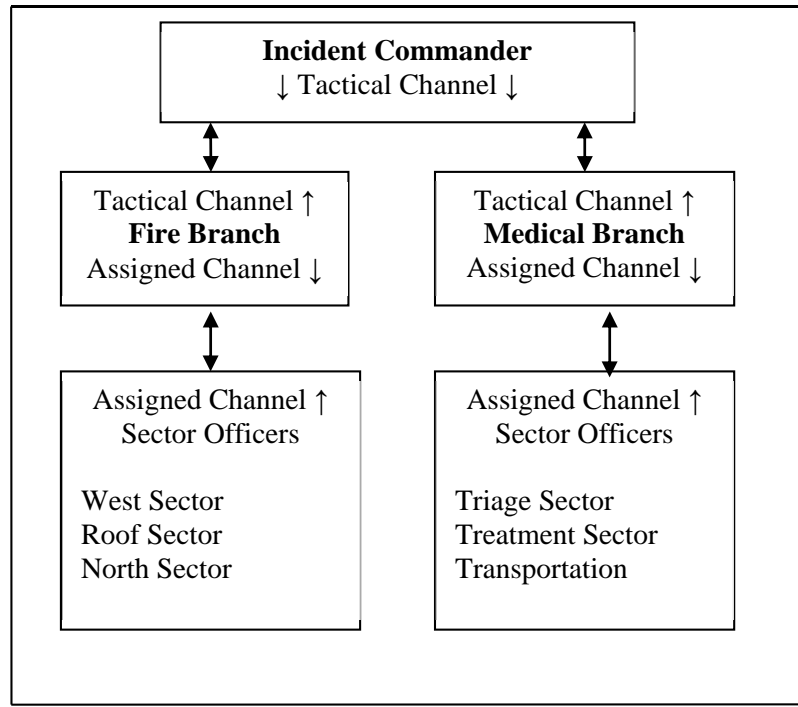 Incident Commander
↓ Tactical Channel ↓
Tactical Channel ↑
Fire Branch
Assigned Channel ↓
Tactical Channel ↑
Medical Branch
Assigned Channel ↓
Assigned Channel ↑
Sector Officers
West Sector
Roof Sector
North Sector
Assigned Channel ↑
Sector Officers
Triage Sector
Treatment Sector
Transportation